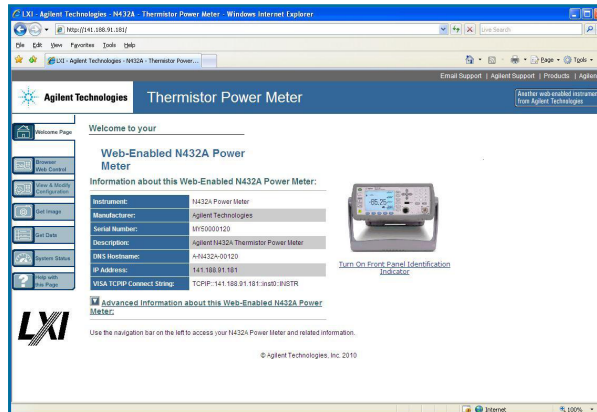 LXI - Agilent Technologies - N432A - Thermistor Power Meter - Windows Internet Explorer
http://141.188.91.181/
Live Search
File Edit View Favorites Tools Help
LXI - Agilent Technologies - N432A - Thermistor Power...
Page Tools
Email Support | Agilent Support | Products | Agilen
Agilent Technologies
Thermistor Power Meter
Another web-enabled instrumen
from Agilent Technologies
Welcome Page
Browser
Web Control
View & Modify
Configuration
Get Image
Get Data
System Status
Help with
this Page
LXI
Welcome to your
Web-Enabled N432A Power
Meter
Information about this Web-Enabled N432A Power Meter:
Instrument: N432A Power Meter
Manufacturer: Agilent Technologies
Serial Number: MY50000120
Description: Agilent N432A Thermistor Power Meter
DNS Hostname: A-N432A-00120
IP Address: 141.188.91.181
VISA TCPIP Connect String: TCPIP::141.188.91.181::inst0::INSTR
-65.25
Turn On Front Panel Identification
Indicator
Advanced Information about this Web-Enabled N432A Power
Meter:
Use the navigation bar on the left to access your N432A Power Meter and related information.
© Agilent Technologies, Inc. 2010
Internet
100%